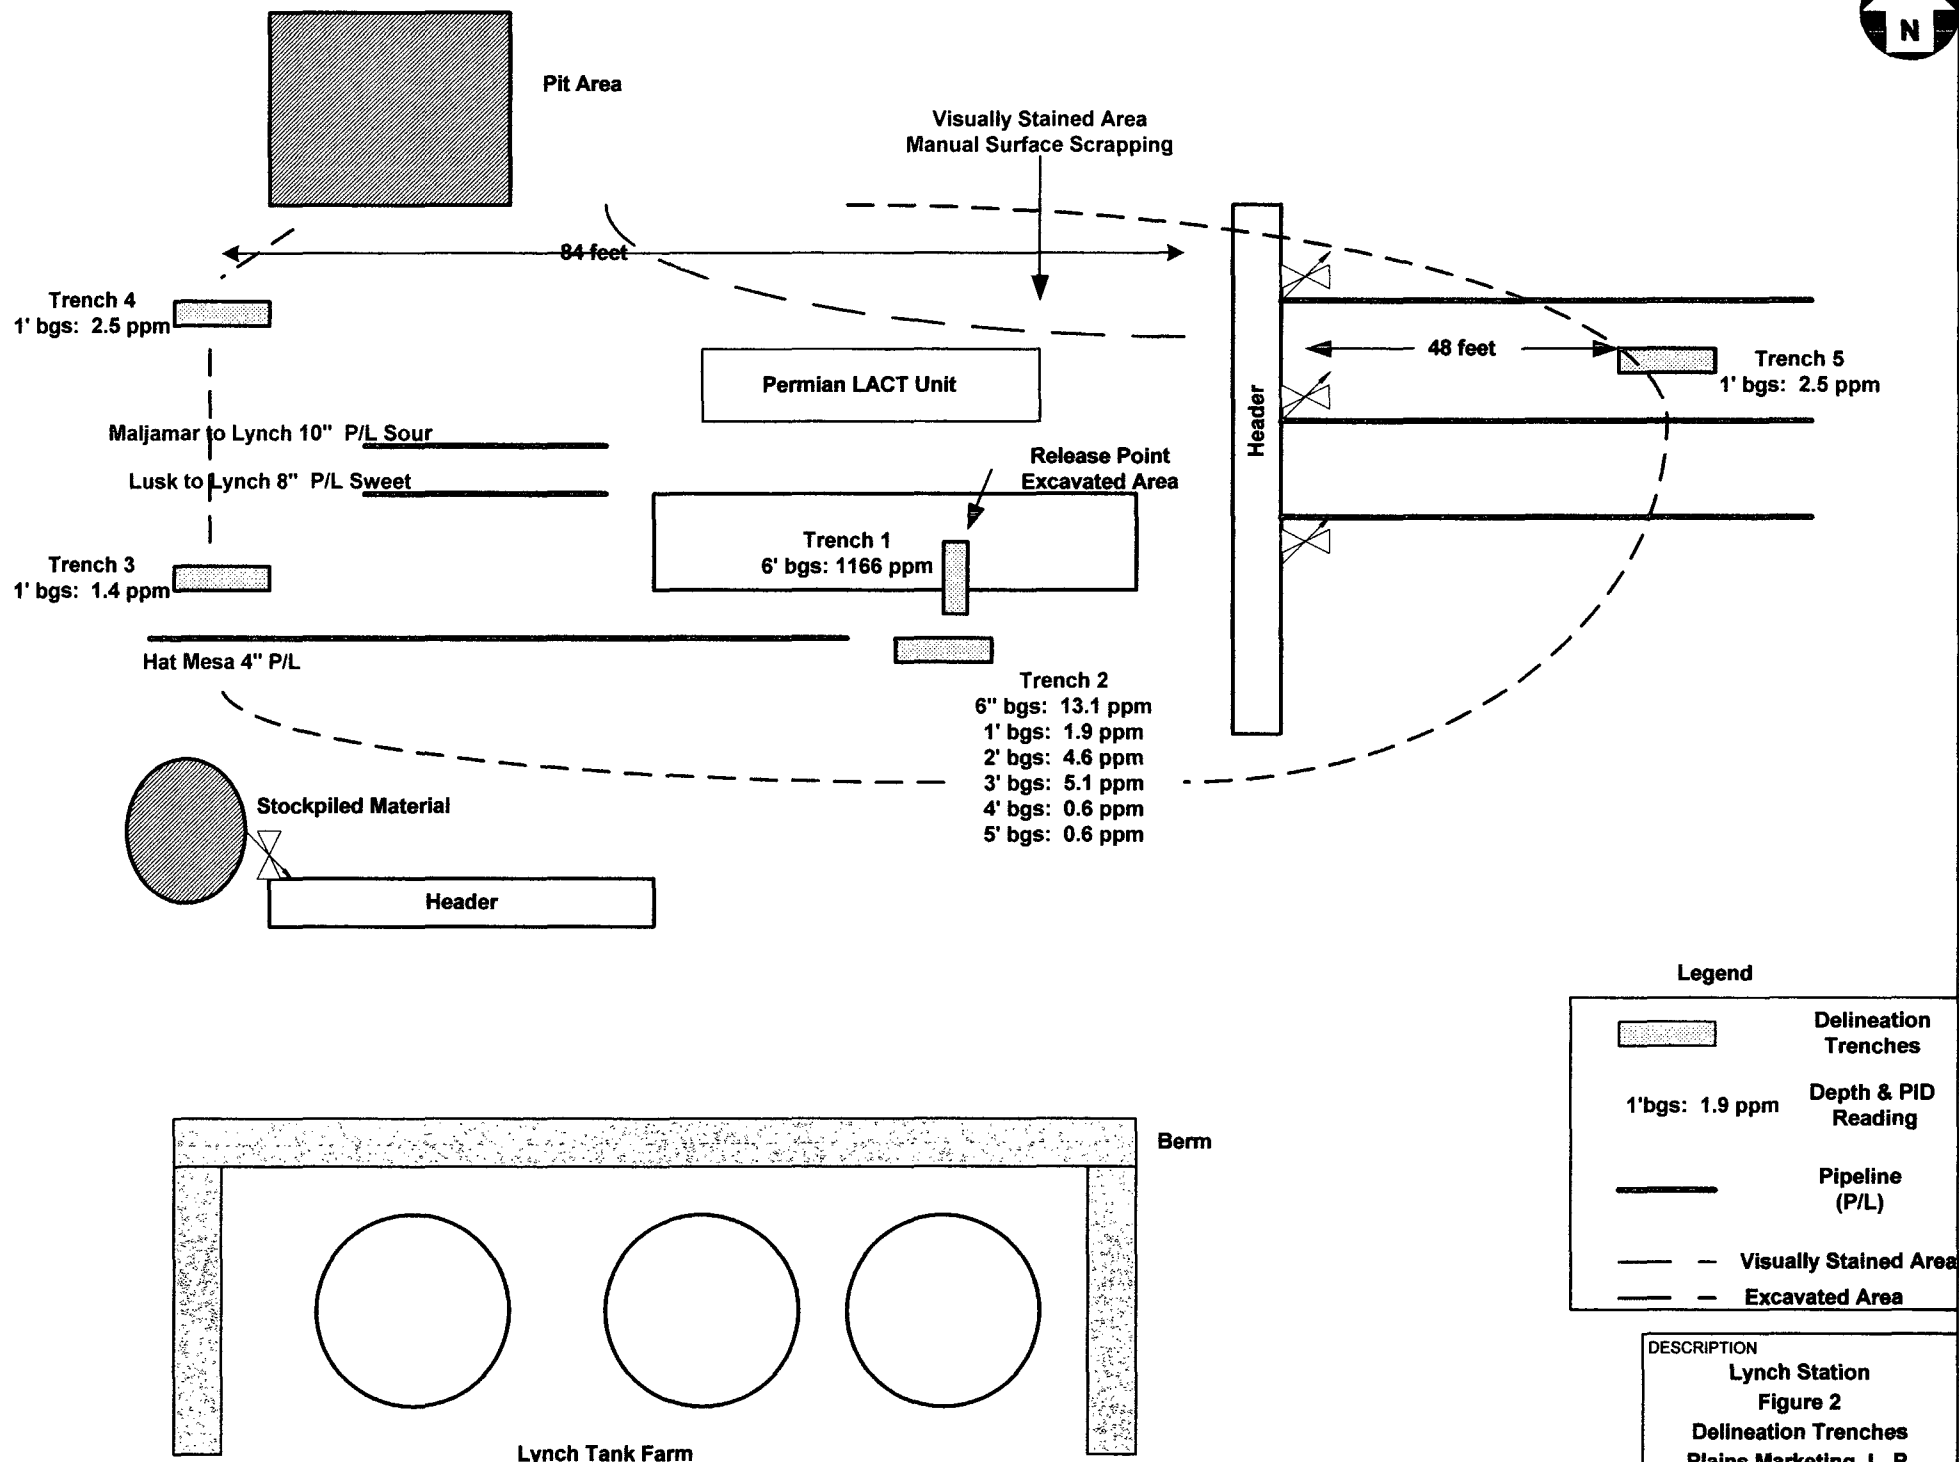 N
Pit Area
Visually Stained Area
Manual Surface Scrapping
84 feet
Trench 4
1' bgs: 2.5 ppm
48 feet
Trench 5
1' bgs: 2.5 ppm
Permian LACT Unit
Header
Maljamar to Lynch 10" P/L Sour
Lusk to Lynch 8" P/L Sweet
Release Point
Excavated Area
Trench 1
6' bgs: 1166 ppm
Trench 3
1' bgs: 1.4 ppm
Hat Mesa 4" P/L
Trench 2
6" bgs: 13.1 ppm
1' bgs: 1.9 ppm
2' bgs: 4.6 ppm
3' bgs: 5.1 ppm
4' bgs: 0.6 ppm
5' bgs: 0.6 ppm
Stockpiled Material
Header
Legend
Delineation
Trenches
1'bgs: 1.9 ppm
Depth & PID
Reading
Pipeline
(P/L)
Visually Stained Area
Excavated Area
Berm
Lynch Tank Farm
DESCRIPTION
Lynch Station
Figure 2
Delineation Trenches
Plains Marketing, L. P.